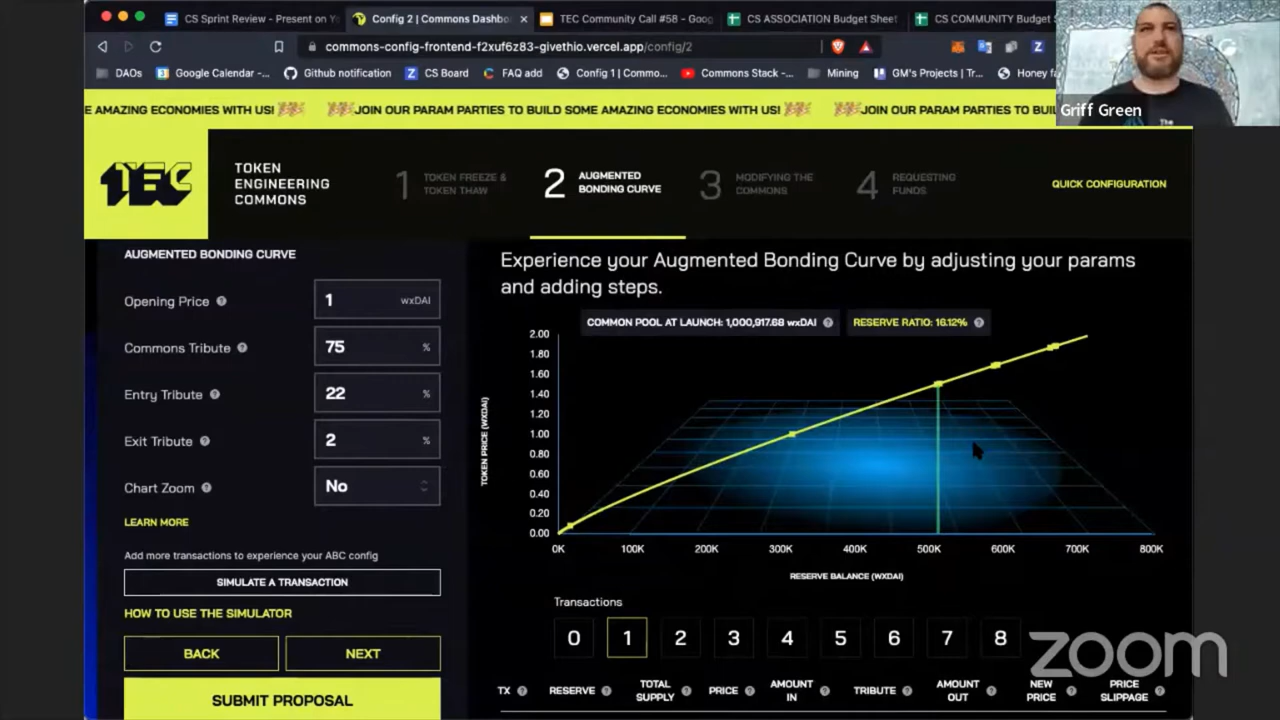 CS Sprint Review - Present on Y
Config 2 | Commons Dashbo
TEC Community Call #58 - Goog
CS ASSOCIATION Budget Sheet
CS COMMUNITY Budget S
commons-config-frontend-f2xuf6z83-givethio.vercel.app/config/2
DAOs
Google Calendar -...
Github notification
CS Board
FAQ add
Config 1 | Commo...
Commons Stack -...
Mining
GM's Projects | Tr...
Honey fa
Griff Green
The
E AMAZING ECONOMIES WITH US!
JOIN OUR PARAM PARTIES TO BUILD SOME AMAZING ECONOMIES WITH US!
JOIN OUR PARAM PARTIES TO BUI
TEC
TOKEN
ENGINEERING
COMMONS
1 TOKEN FREEZE &
TOKEN THAW
2 AUGMENTED
BONDING CURVE
3 MODIFYING THE
COMMONS
4 REQUESTING
FUNDS
QUICK CONFIGURATION
AUGMENTED BONDING CURVE
Opening Price ? 1 wxDAI
Commons Tribute ? 75 %
Entry Tribute ? 22 %
Exit Tribute ? 2 %
Chart Zoom ? No
LEARN MORE
Add more transactions to experience your ABC config
SIMULATE A TRANSACTION
HOW TO USE THE SIMULATOR
BACK
NEXT
SUBMIT PROPOSAL
Experience your Augmented Bonding Curve by adjusting your params
and adding steps.
COMMON POOL AT LAUNCH: 1,000,917.68 wxDAI ?
RESERVE RATIO: 16.12% ?
TOKEN PRICE (WXDAI)
2.00
1.80
1.60
1.40
1.20
1.00
0.80
0.60
0.40
0.20
0.00
0K 100K 200K 300K 400K 500K 600K 700K 800K
RESERVE BALANCE (WXDAI)
Transactions
0 1 2 3 4 5 6 7 8
TX ? RESERVE ? TOTAL
SUPPLY ? PRICE ? AMOUNT
IN ? TRIBUTE ? AMOUNT
OUT ? NEW
PRICE ? PRICE
SLIPPAGE ?
zoom